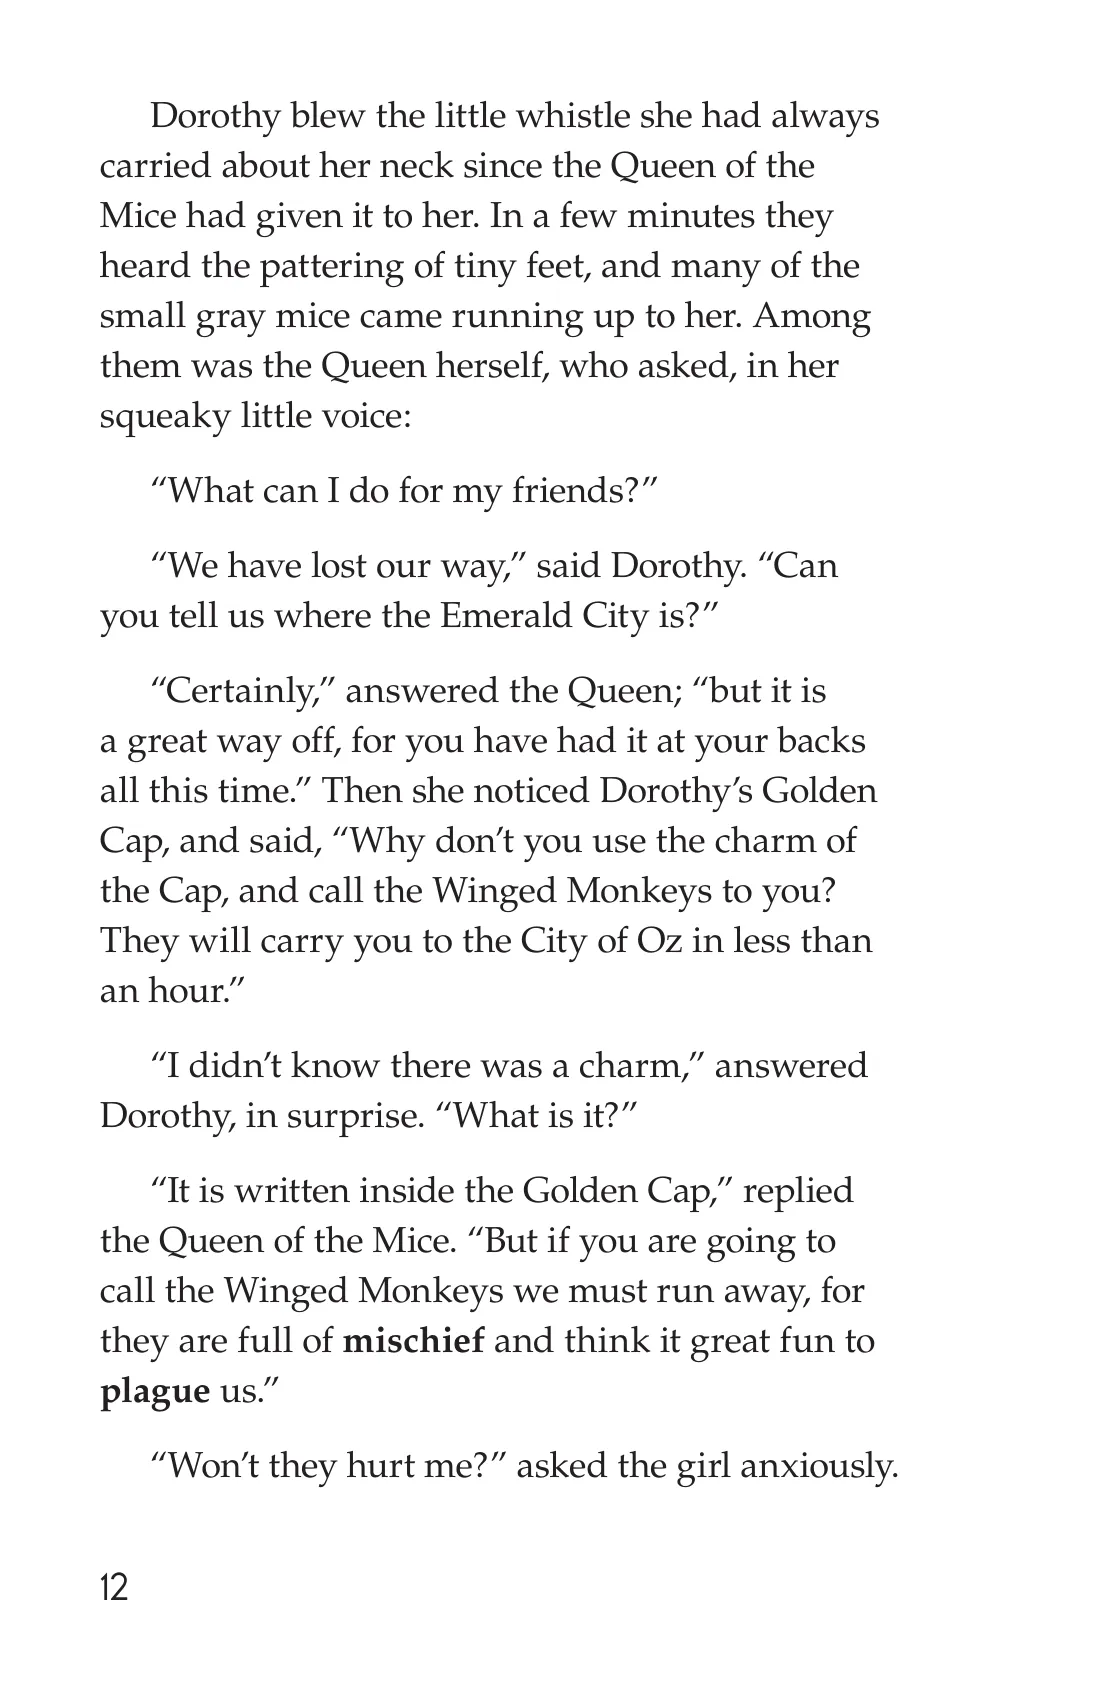 Dorothy blew the little whistle she had always
carried about her neck since the Queen of the
Mice had given it to her. In a few minutes they
heard the pattering of tiny feet, and many of the
small gray mice came running up to her. Among
them was the Queen herself, who asked, in her
squeaky little voice:
“What can I do for my friends?”
“We have lost our way,” said Dorothy. “Can
you tell us where the Emerald City is?”
“Certainly,” answered the Queen; “but it is
a great way off, for you have had it at your backs
all this time.” Then she noticed Dorothy’s Golden
Cap, and said, “Why don’t you use the charm of
the Cap, and call the Winged Monkeys to you?
They will carry you to the City of Oz in less than
an hour.”
“I didn’t know there was a charm,” answered
Dorothy, in surprise. “What is it?”
“It is written inside the Golden Cap,” replied
the Queen of the Mice. “But if you are going to
call the Winged Monkeys we must run away, for
they are full of mischief and think it great fun to
plague us.”
“Won’t they hurt me?” asked the girl anxiously.
12